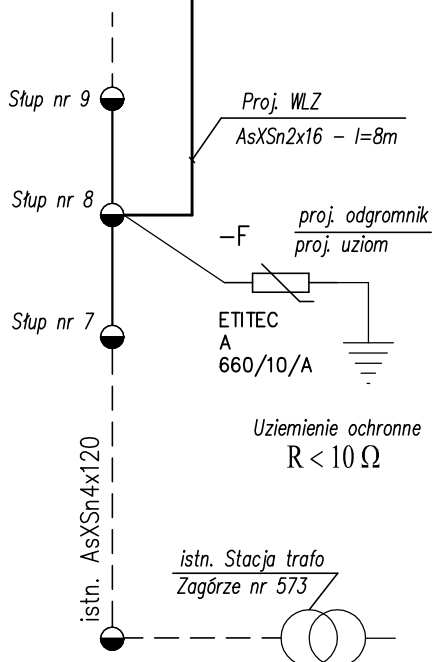 Słup nr 9
Proj. WLZ
AsXSn2x16 – l=8m
Słup nr 8
–F
proj. odgromnik
proj. uziom
Słup nr 7
ETITEC
A
660/10/A
Uziemienie ochronne
R < 10 Ω
istn. AsXSn4x120
istn. Stacja trafo
Zagórze nr 573